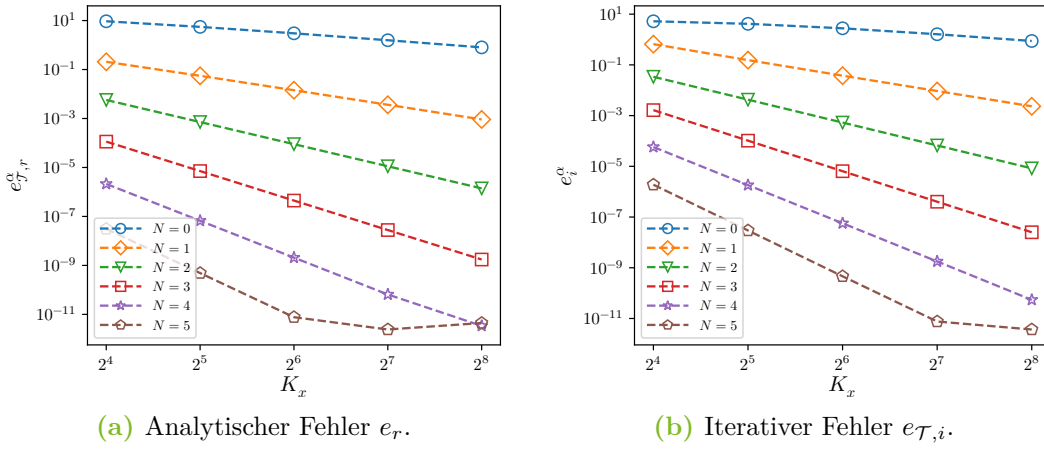 10^1
10^-1
10^-3
10^-5
10^-7
10^-9
10^-11
e^α_𝒯,r
N = 0
N = 1
N = 2
N = 3
N = 4
N = 5
2^4 2^5 2^6 2^7 2^8
K_x
(a) Analytischer Fehler e_r.
10^1
10^-1
10^-3
10^-5
10^-7
10^-9
10^-11
e^α_i
N = 0
N = 1
N = 2
N = 3
N = 4
N = 5
2^4 2^5 2^6 2^7 2^8
K_x
(b) Iterativer Fehler e_𝒯,i.